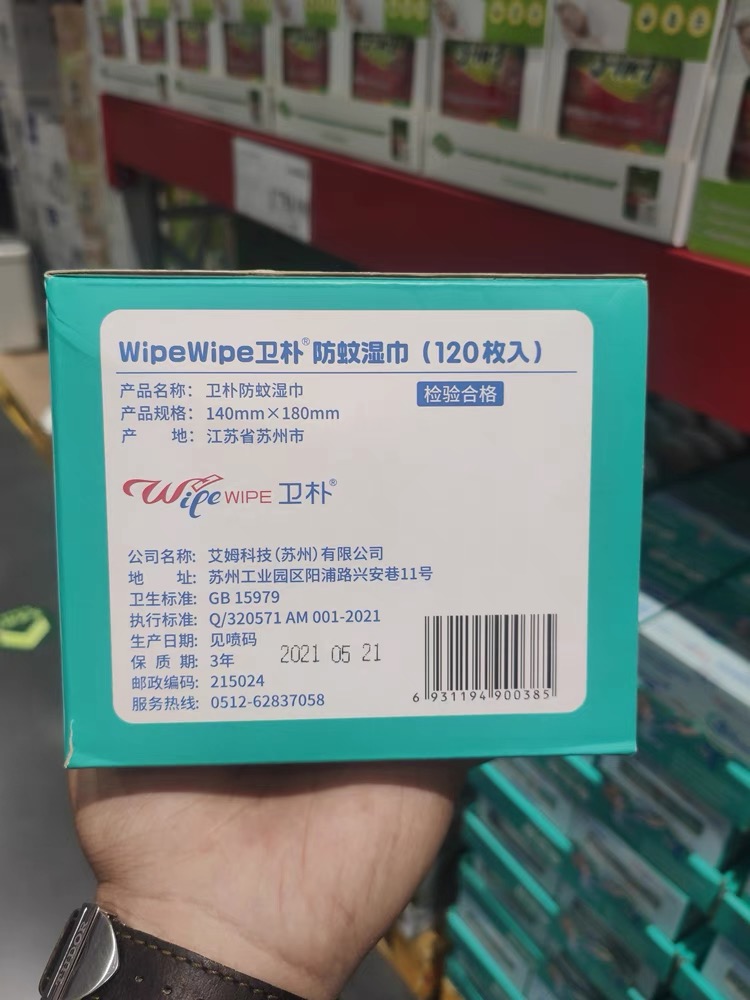 WipeWipe卫朴®防蚊湿巾（120枚入）
产品名称： 卫朴防蚊湿巾
检验合格
产品规格： 140mm×180mm
产 地： 江苏省苏州市
Wipe WIPE 卫朴®
公司名称: 艾姆科技(苏州)有限公司
地 址: 苏州工业园区阳浦路兴安巷11号
卫生标准: GB 15979
执行标准: Q/320571 AM 001-2021
生产日期: 见喷码
2021 05 21
保 质 期: 3年
邮政编码: 215024
服务热线: 0512-62837058
6 931194 900385